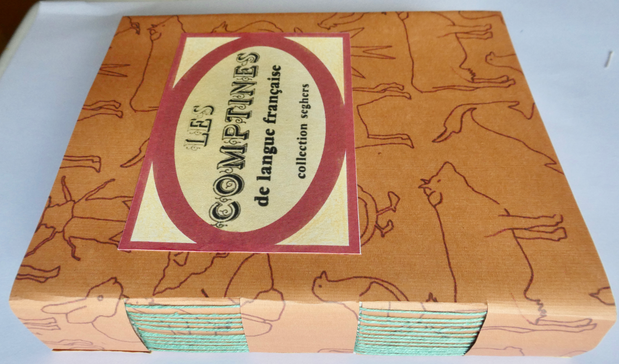 LES
COMPTINES
de langue française
collection seghers